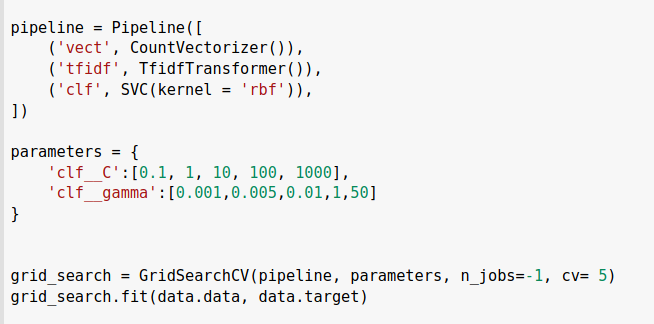 pipeline = Pipeline([
    ('vect', CountVectorizer()),
    ('tfidf', TfidfTransformer()),
    ('clf', SVC(kernel = 'rbf')),
])
parameters = {
    'clf__C':[0.1, 1, 10, 100, 1000],
    'clf__gamma':[0.001,0.005,0.01,1,50]
}
grid_search = GridSearchCV(pipeline, parameters, n_jobs=-1, cv= 5)
grid_search.fit(data.data, data.target)